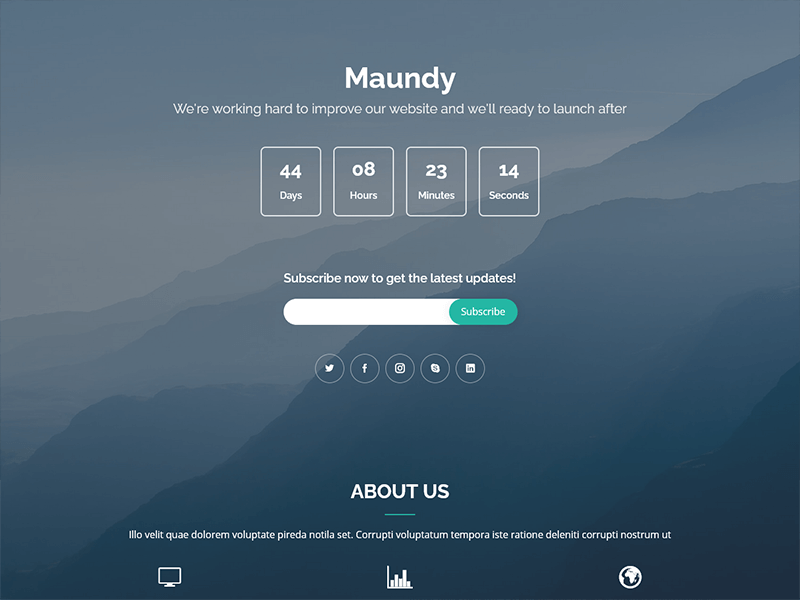 Maundy
We're working hard to improve our website and we'll ready to launch after
44 08 23 14
Days Hours Minutes Seconds
Subscribe now to get the latest updates!
Subscribe
ABOUT US
Illo velit quae dolorem voluptate pireda notila set. Corrupti voluptatum tempora iste ratione deleniti corrupti nostrum ut